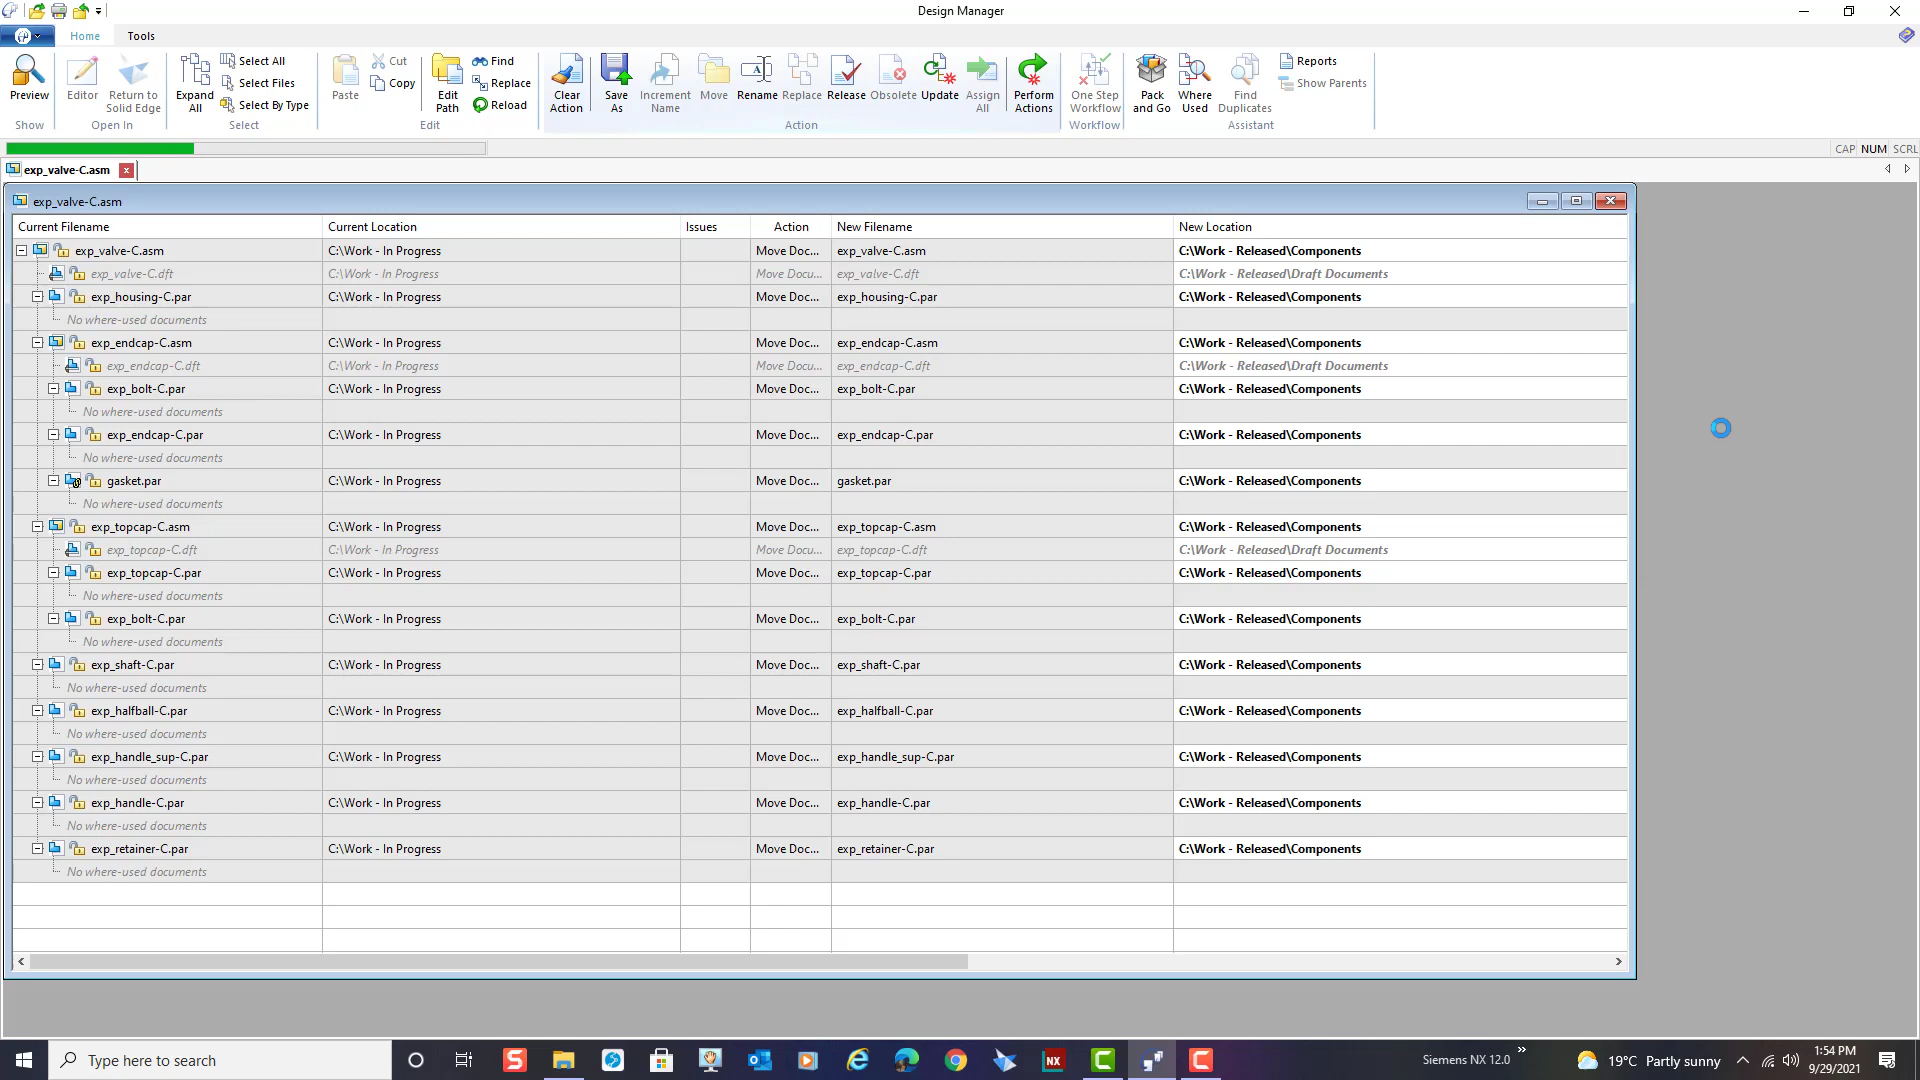 Design Manager
Home Tools
Preview
Editor
Return to Solid Edge
Expand All
Select All
Select Files
Select By Type
Paste
Cut
Copy
Edit Path
Find
Replace
Reload
Clear Action
Save As
Increment Name
Move
Rename
Replace
Release
Obsolete
Update
Assign All
Perform Actions
One Step Workflow
Pack and Go
Where Used
Find Duplicates
Reports
Show Parents
Show Open In Select Edit Action Workflow Assistant
CAP NUM SCRL
exp_valve-C.asm
exp_valve-C.asm
Current Filename Current Location Issues Action New Filename New Location
exp_valve-C.asm C:\Work - In Progress Move Doc... exp_valve-C.asm C:\Work - Released\Components
exp_valve-C.dft C:\Work - In Progress Move Docu... exp_valve-C.dft C:\Work - Released\Draft Documents
exp_housing-C.par C:\Work - In Progress Move Doc... exp_housing-C.par C:\Work - Released\Components
No where-used documents
exp_endcap-C.asm C:\Work - In Progress Move Doc... exp_endcap-C.asm C:\Work - Released\Components
exp_endcap-C.dft C:\Work - In Progress Move Docu... exp_endcap-C.dft C:\Work - Released\Draft Documents
exp_bolt-C.par C:\Work - In Progress Move Doc... exp_bolt-C.par C:\Work - Released\Components
No where-used documents
exp_endcap-C.par C:\Work - In Progress Move Doc... exp_endcap-C.par C:\Work - Released\Components
No where-used documents
gasket.par C:\Work - In Progress Move Doc... gasket.par C:\Work - Released\Components
No where-used documents
exp_topcap-C.asm C:\Work - In Progress Move Doc... exp_topcap-C.asm C:\Work - Released\Components
exp_topcap-C.dft C:\Work - In Progress Move Docu... exp_topcap-C.dft C:\Work - Released\Draft Documents
exp_topcap-C.par C:\Work - In Progress Move Doc... exp_topcap-C.par C:\Work - Released\Components
No where-used documents
exp_bolt-C.par C:\Work - In Progress Move Doc... exp_bolt-C.par C:\Work - Released\Components
No where-used documents
exp_shaft-C.par C:\Work - In Progress Move Doc... exp_shaft-C.par C:\Work - Released\Components
No where-used documents
exp_halfball-C.par C:\Work - In Progress Move Doc... exp_halfball-C.par C:\Work - Released\Components
No where-used documents
exp_handle_sup-C.par C:\Work - In Progress Move Doc... exp_handle_sup-C.par C:\Work - Released\Components
No where-used documents
exp_handle-C.par C:\Work - In Progress Move Doc... exp_handle-C.par C:\Work - Released\Components
No where-used documents
exp_retainer-C.par C:\Work - In Progress Move Doc... exp_retainer-C.par C:\Work - Released\Components
No where-used documents
Type here to search
NX
Siemens NX 12.0
19°C Partly sunny
1:54 PM
9/29/2021